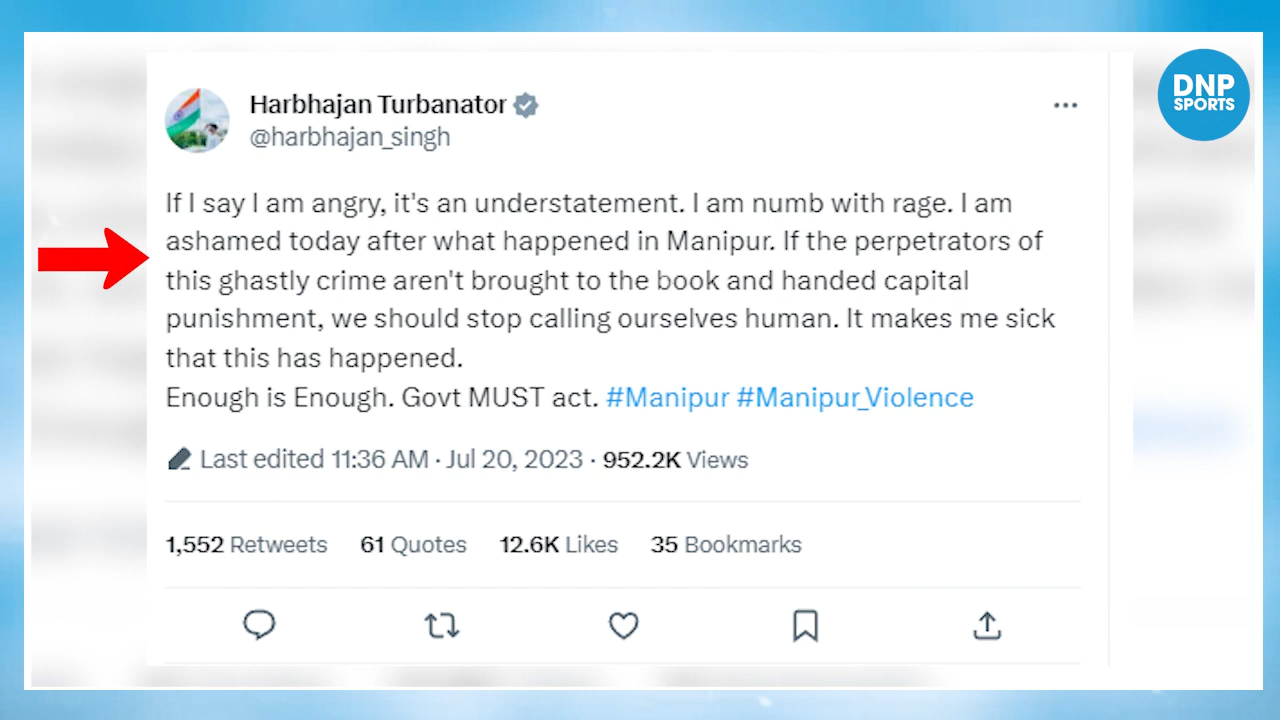 DNP
SPORTS
Harbhajan Turbanator
@harbhajan_singh
If I say I am angry, it's an understatement. I am numb with rage. I am
ashamed today after what happened in Manipur. If the perpetrators of
this ghastly crime aren't brought to the book and handed capital
punishment, we should stop calling ourselves human. It makes me sick
that this has happened.
Enough is Enough. Govt MUST act. #Manipur #Manipur_Violence
Last edited 11:36 AM · Jul 20, 2023 · 952.2K Views
1,552 Retweets 61 Quotes 12.6K Likes 35 Bookmarks